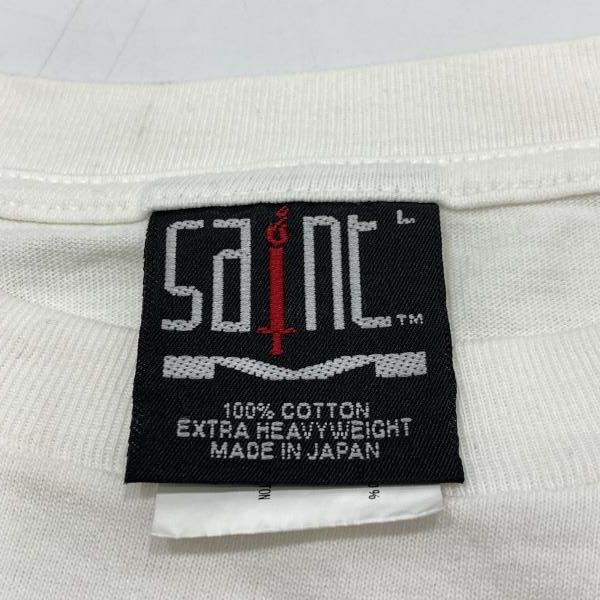 saint L
TM
100% COTTON
EXTRA HEAVYWEIGHT
MADE IN JAPAN